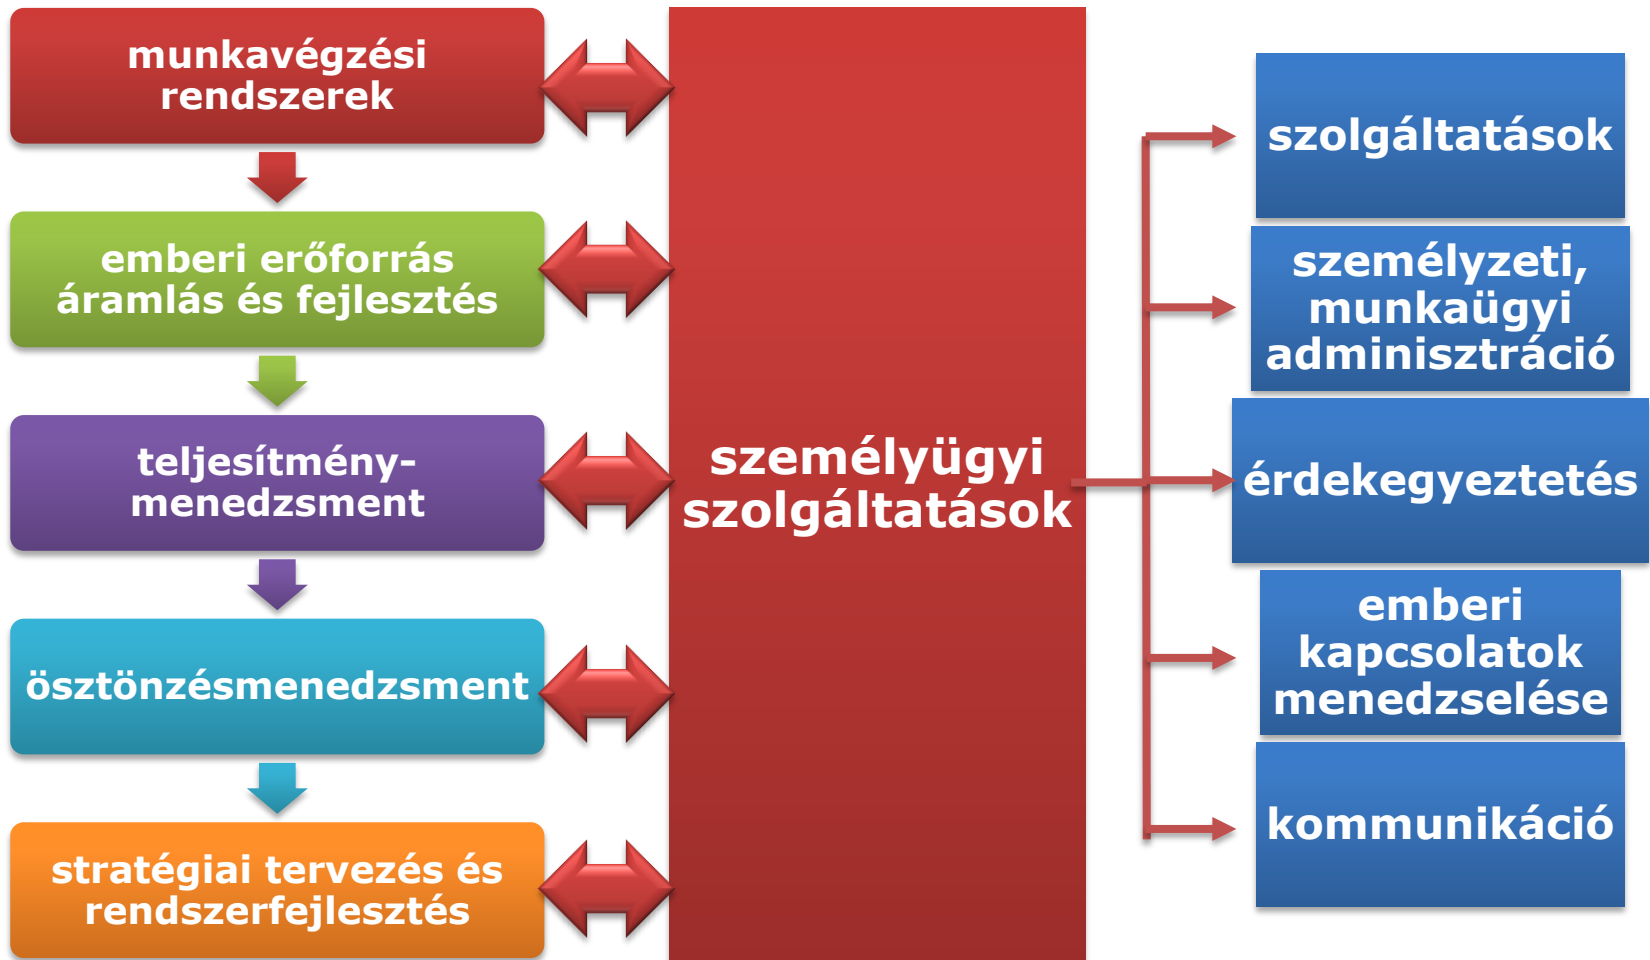 munkavégzési
rendszerek
emberi erőforrás
áramlás és fejlesztés
teljesítmény-
menedzsment
ösztönzésmenedzsment
stratégiai tervezés és
rendszerfejlesztés
személyügyi
szolgáltatások
szolgáltatások
személyzeti,
munkaügyi
adminisztráció
érdekegyeztetés
emberi
kapcsolatok
menedzselése
kommunikáció